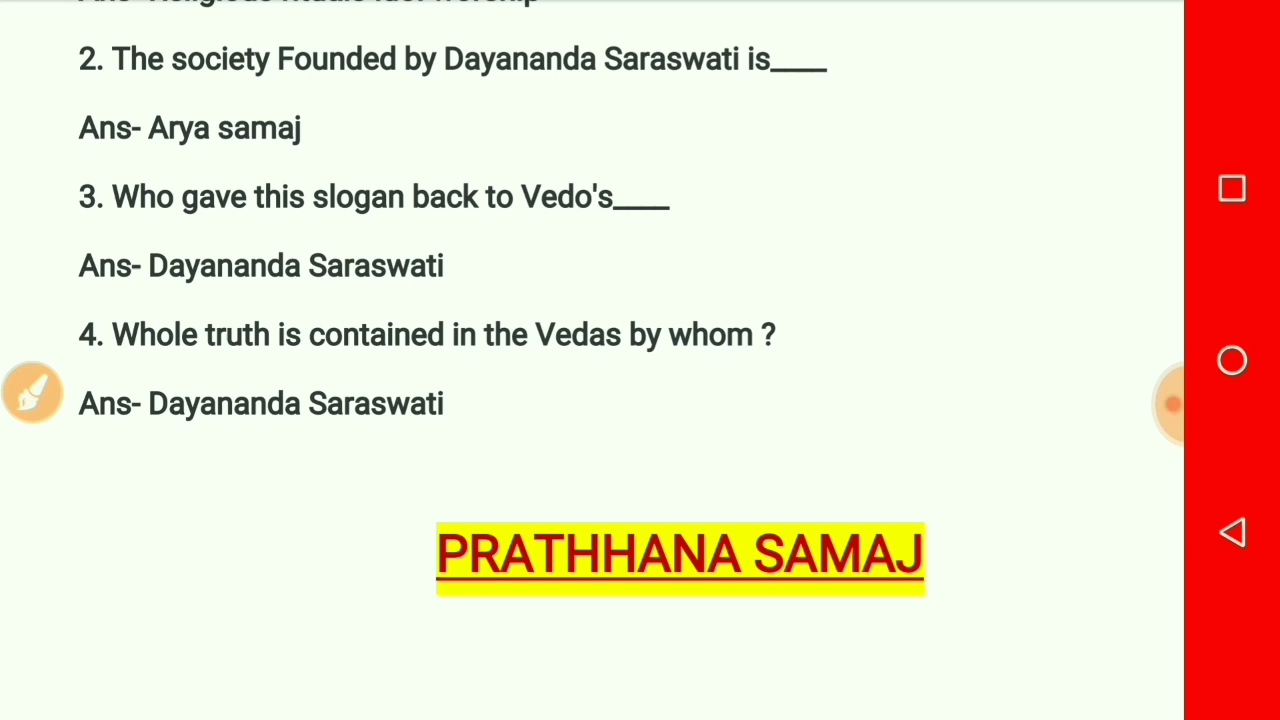 2. The society Founded by Dayananda Saraswati is____
Ans- Arya samaj
3. Who gave this slogan back to Vedo's____
Ans- Dayananda Saraswati
4. Whole truth is contained in the Vedas by whom ?
Ans- Dayananda Saraswati
PRATHHANA SAMAJ